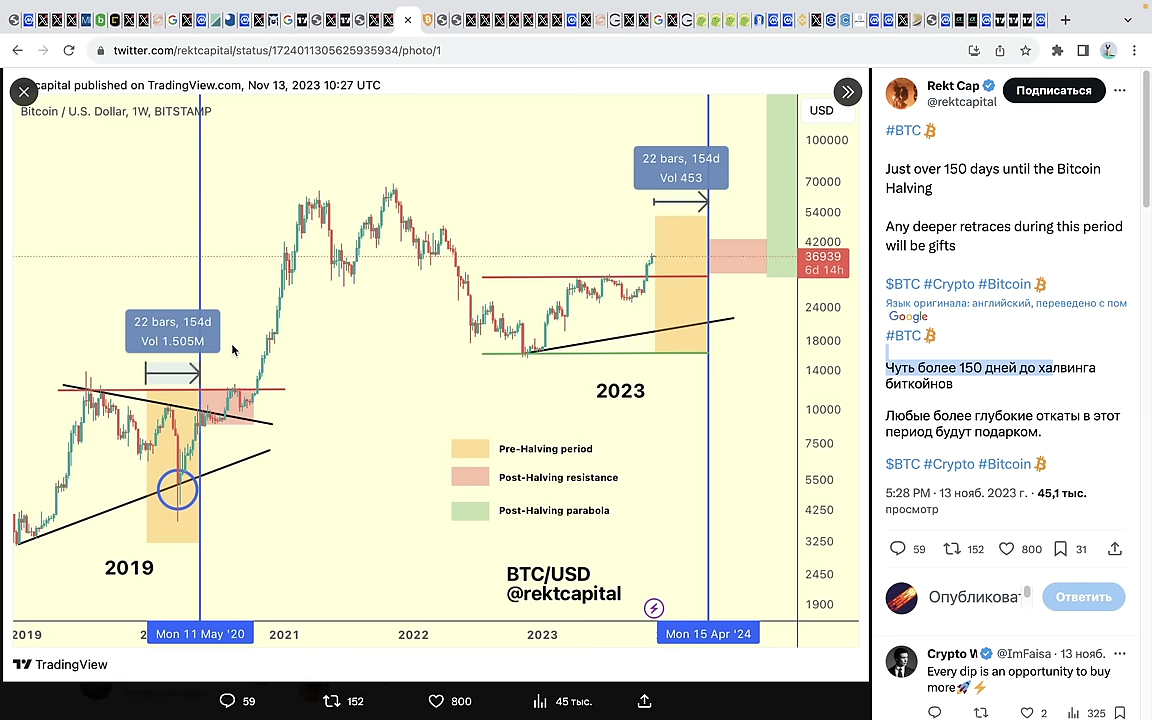 twitter.com/rektcapital/status/1724011305625935934/photo/1
capital published on TradingView.com, Nov 13, 2023 10:27 UTC
Bitcoin / U.S. Dollar, 1W, BITSTAMP
USD
100000
70000
54000
42000
36939
6d 14h
24000
18000
14000
10000
7500
5500
4250
3250
2450
1900
22 bars, 154d
Vol 453
22 bars, 154d
Vol 1.505M
2023
Pre-Halving period
Post-Halving resistance
Post-Halving parabola
2019
BTC/USD
@rektcapital
2019
Mon 11 May '20
2021
2022
2023
Mon 15 Apr '24
TradingView
59
152
800
45 тыс.
Rekt Cap
@rektcapital
Подписаться
#BTC
Just over 150 days until the Bitcoin
Halving
Any deeper retraces during this period
will be gifts
$BTC #Crypto #Bitcoin
Язык оригинала: английский, переведено с пом
Google
#BTC
Чуть более 150 дней до халвинга
биткойнов
Любые более глубокие откаты в этот
период будут подарком.
$BTC #Crypto #Bitcoin
5:28 PM · 13 нояб. 2023 г. · 45,1 тыс.
просмотр
59
152
800
31
Опубликова
Ответить
Crypto W
@ImFaisa · 13 нояб.
Every dip is an opportunity to buy
more
2
325